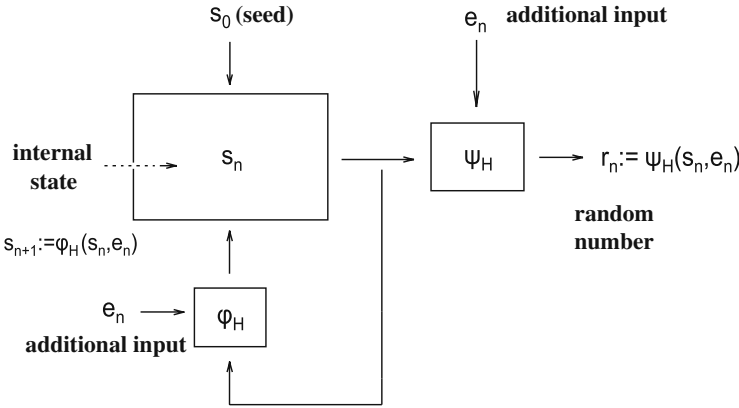 s0 (seed)
en additional input
internal
state
sn
ψH
rn:= ψH(sn,en)
random
number
sn+1:=φH(sn,en)
en
φH
additional input